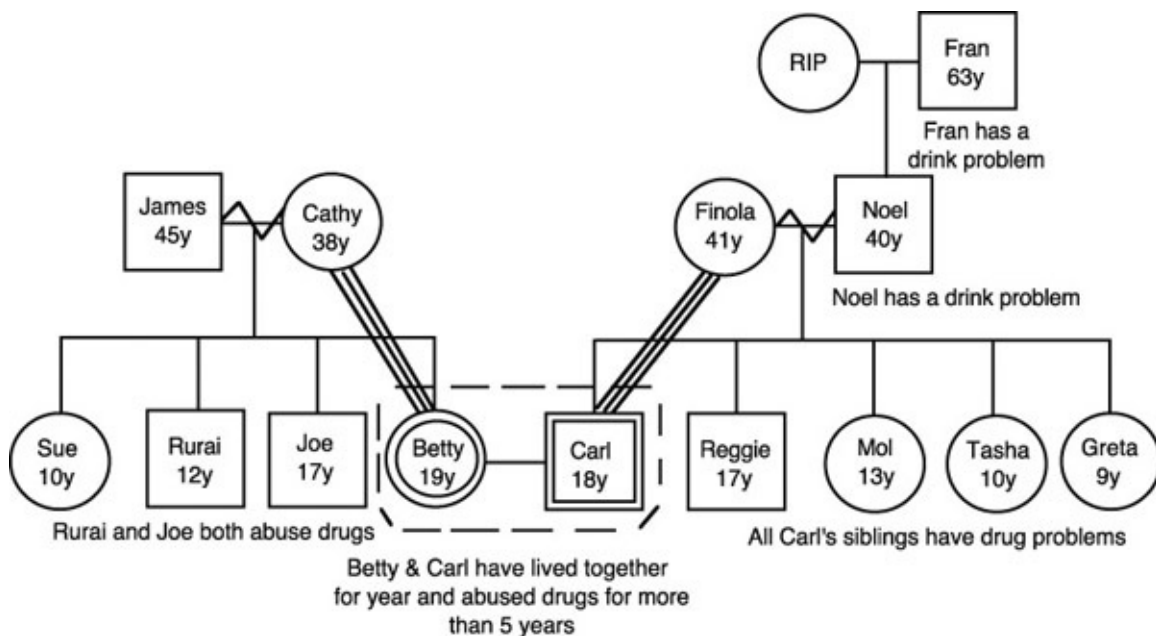 RIP
Fran
63y
Fran has a
drink problem
James
45y
Cathy
38y
Finola
41y
Noel
40y
Noel has a drink problem
Sue
10y
Rurai
12y
Joe
17y
Betty
19y
Carl
18y
Reggie
17y
Mol
13y
Tasha
10y
Greta
9y
Rurai and Joe both abuse drugs
All Carl's siblings have drug problems
Betty & Carl have lived together
for year and abused drugs for more
than 5 years